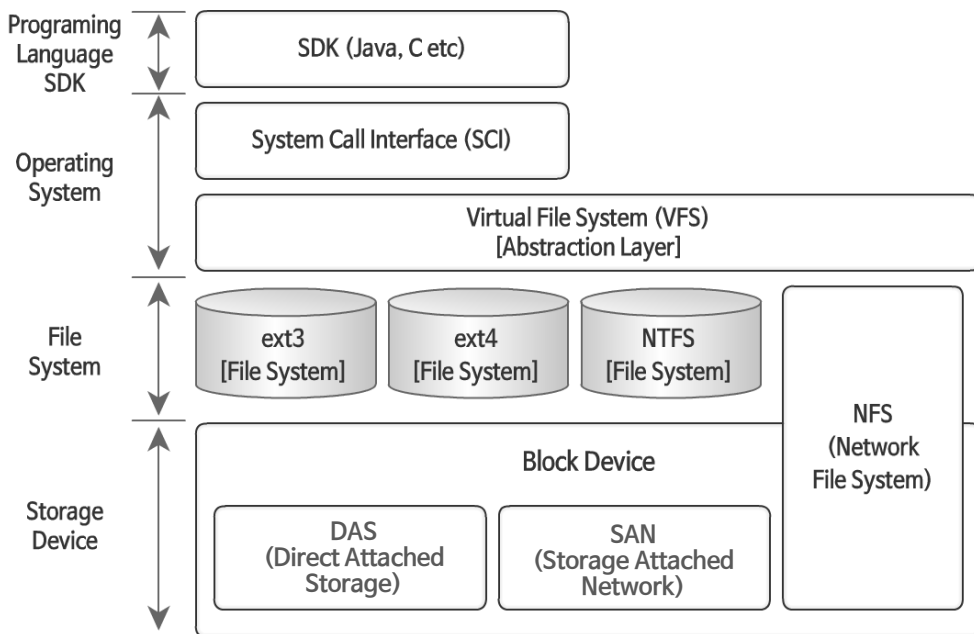 Programing
Language
SDK
SDK (Java, C etc)
Operating
System
System Call Interface (SCI)
Virtual File System (VFS)
[Abstraction Layer]
File
System
ext3
[File System]
ext4
[File System]
NTFS
[File System]
NFS
(Network
File System)
Storage
Device
Block Device
DAS
(Direct Attached
Storage)
SAN
(Storage Attached
Network)